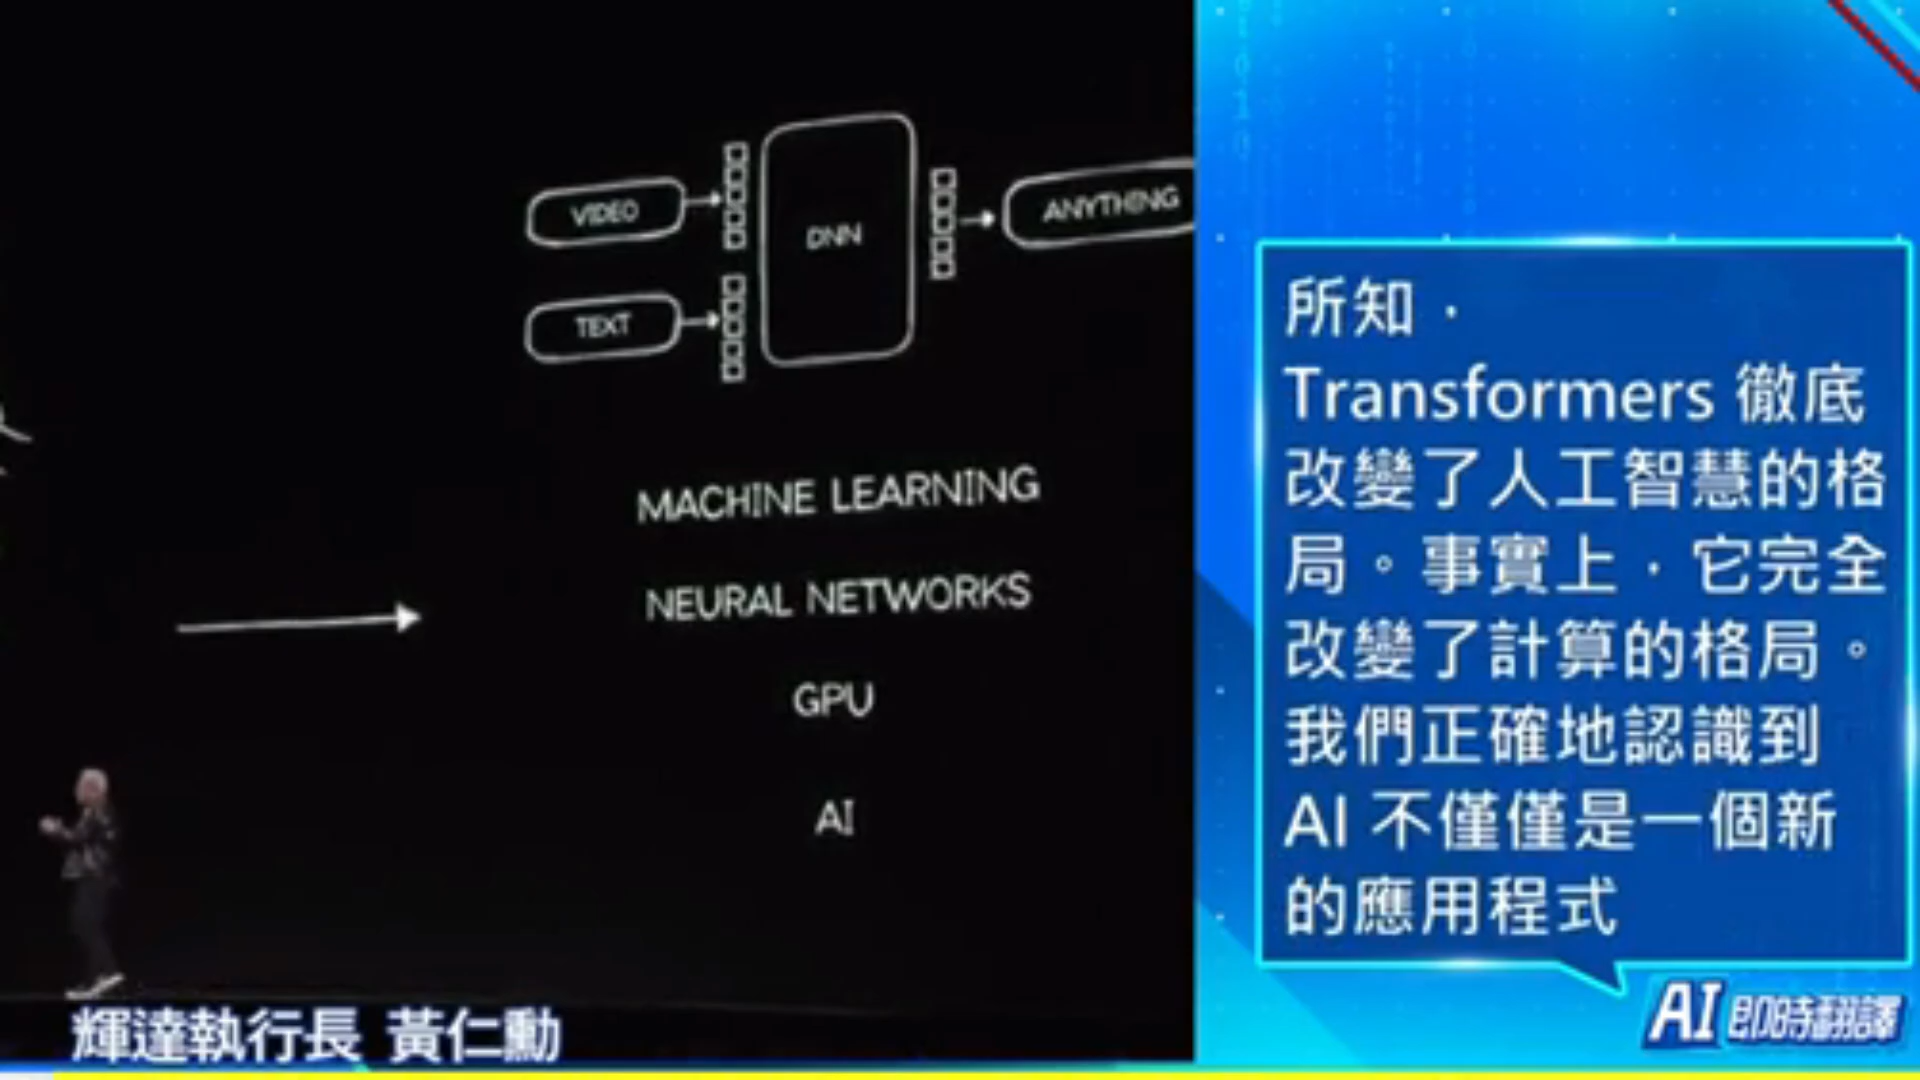 VIDEO
TEXT
DNN
ANYTHING
MACHINE LEARNING
NEURAL NETWORKS
GPU
AI
輝達執行長 黃仁勳
所知，
Transformers 徹底
改變了人工智慧的格
局。事實上，它完全
改變了計算的格局。
我們正確地認識到
AI 不僅僅是一個新
的應用程式
AI即時翻譯